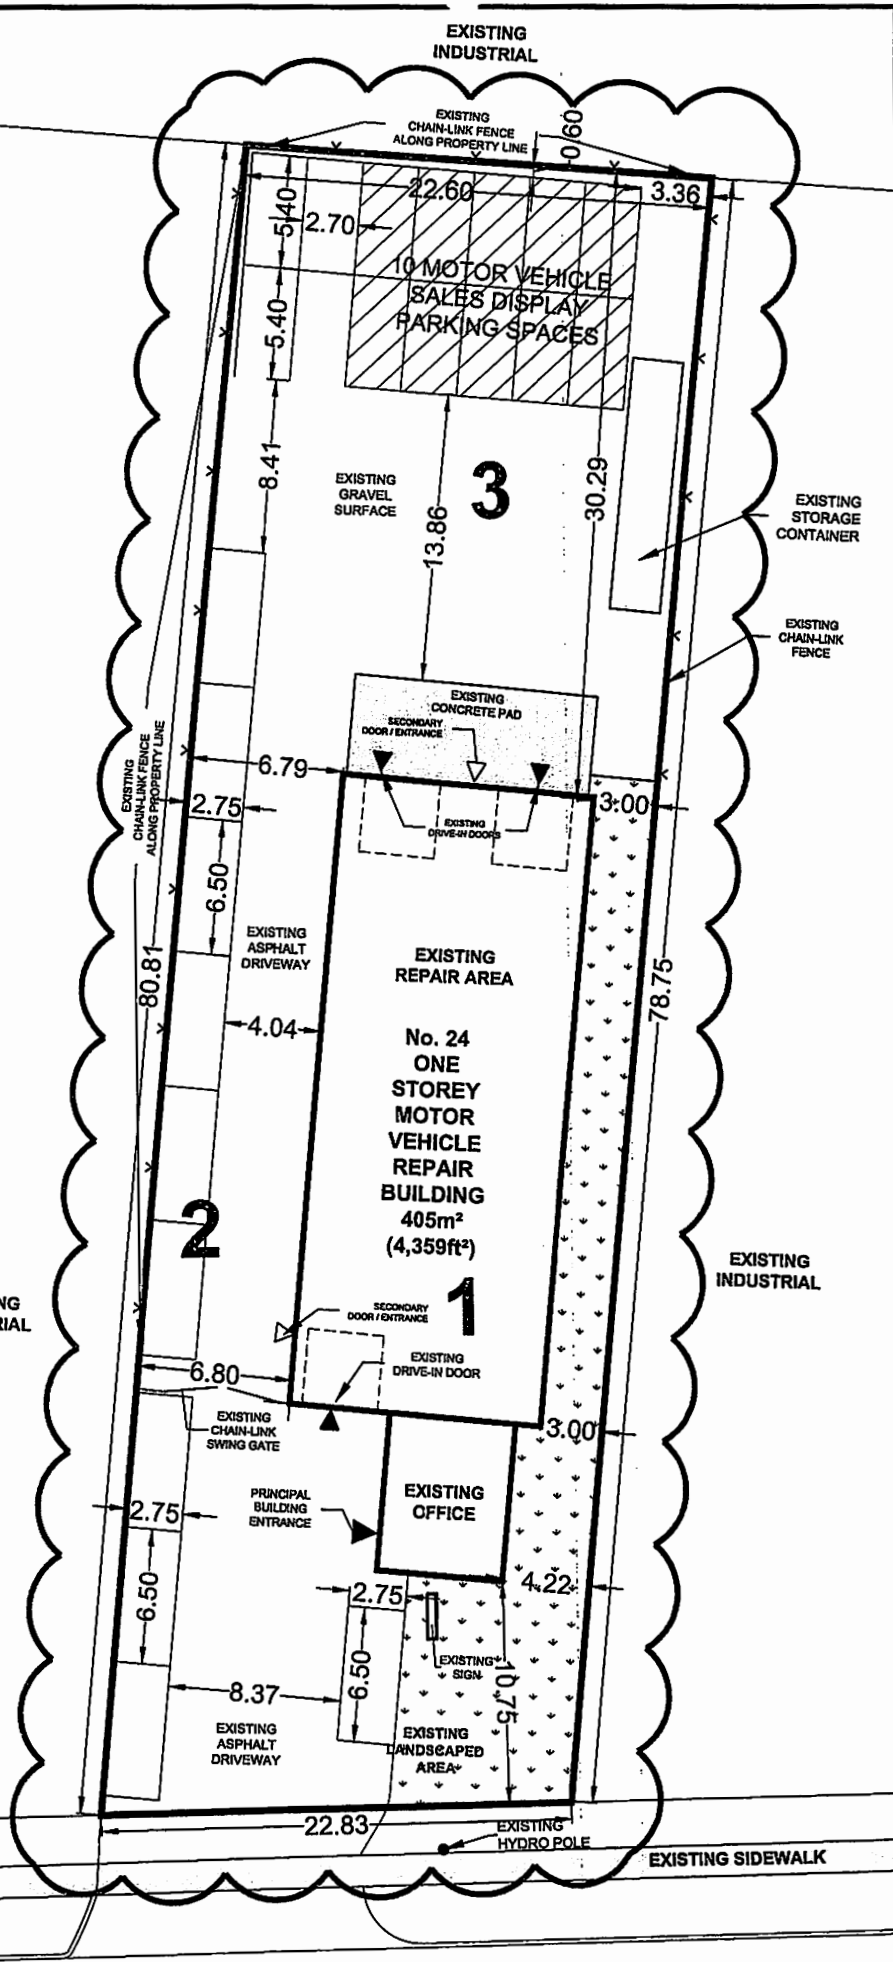 EXISTING
INDUSTRIAL
EXISTING
CHAIN-LINK FENCE
ALONG PROPERTY LINE
0.60
22.60
3.36
5.40
2.70
10 MOTOR VEHICLE
SALES DISPLAY
PARKING SPACES
5.40
8.41
EXISTING
GRAVEL
SURFACE
3
13.86
30.29
EXISTING
STORAGE
CONTAINER
EXISTING
CHAIN-LINK
FENCE
EXISTING
CONCRETE PAD
SECONDARY
DOOR / ENTRANCE
EXISTING
CHAIN-LINK FENCE
ALONG PROPERTY LINE
6.79
2.75
3.00
EXISTING
DRIVE-IN DOORS
6.50
EXISTING
ASPHALT
DRIVEWAY
EXISTING
REPAIR AREA
80.81
78.75
4.04
No. 24
ONE
STOREY
MOTOR
VEHICLE
REPAIR
BUILDING
405m²
(4,359ft²)
2
1
EXISTING
INDUSTRIAL
NG
RIAL
SECONDARY
DOOR / ENTRANCE
EXISTING
DRIVE-IN DOOR
6.80
EXISTING
CHAIN-LINK
SWING GATE
3.00
PRINCIPAL
BUILDING
ENTRANCE
EXISTING
OFFICE
2.75
6.50
4.22
2.75
6.50
EXISTING
SIGN
10.75
8.37
EXISTING
ASPHALT
DRIVEWAY
EXISTING
LANDSCAPED
AREA
22.83
EXISTING
HYDRO POLE
EXISTING SIDEWALK